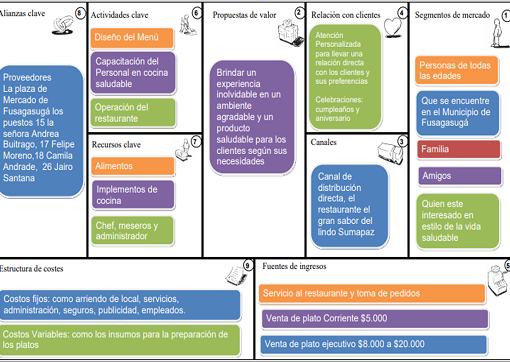 Alianzas clave
8
Proveedores
La plaza de
Mercado de
Fusagasugá los
puestos 15 la
señora Andrea
Buitrago, 17 Felipe
Moreno,18 Camila
Andrade, 26 Jairo
Santana
Actividades clave
6
Diseño del Menú
Capacitación del
Personal en cocina
saludable
Operación del
restaurante
Recursos clave
7
Alimentos
Implementos de
cocina
Chef, meseros y
administrador
Propuestas de valor
2
Brindar un
experiencia
inolvidable en un
ambiente
agradable y un
producto
saludable para los
clientes según sus
necesidades
Relación con clientes
4
Atención
Personalizada
para llevar una
relación directa
con los clientes y
sus preferencias
Celebraciones:
cumpleaños y
aniversario
Canales
3
Canal de
distribución
directa, el
restaurante el
gran sabor del
lindo Sumapaz
Segmentos de mercado
1
Personas de todas
las edades
Que se encuentre
en el Municipio de
Fusagasugá
Familia
Amigos
Quien este
interesado en
estilo de la vida
saludable
Estructura de costes
9
Costos fijos: como arriendo de local, servicios,
administración, seguros, publicidad, empleados.
Costos Variables: como los insumos para la preparación de
los platos
Fuentes de ingresos
5
Servicio al restaurante y toma de pedidos
Venta de plato Corriente $5.000
Venta de plato ejecutivo $8.000 a $20.000